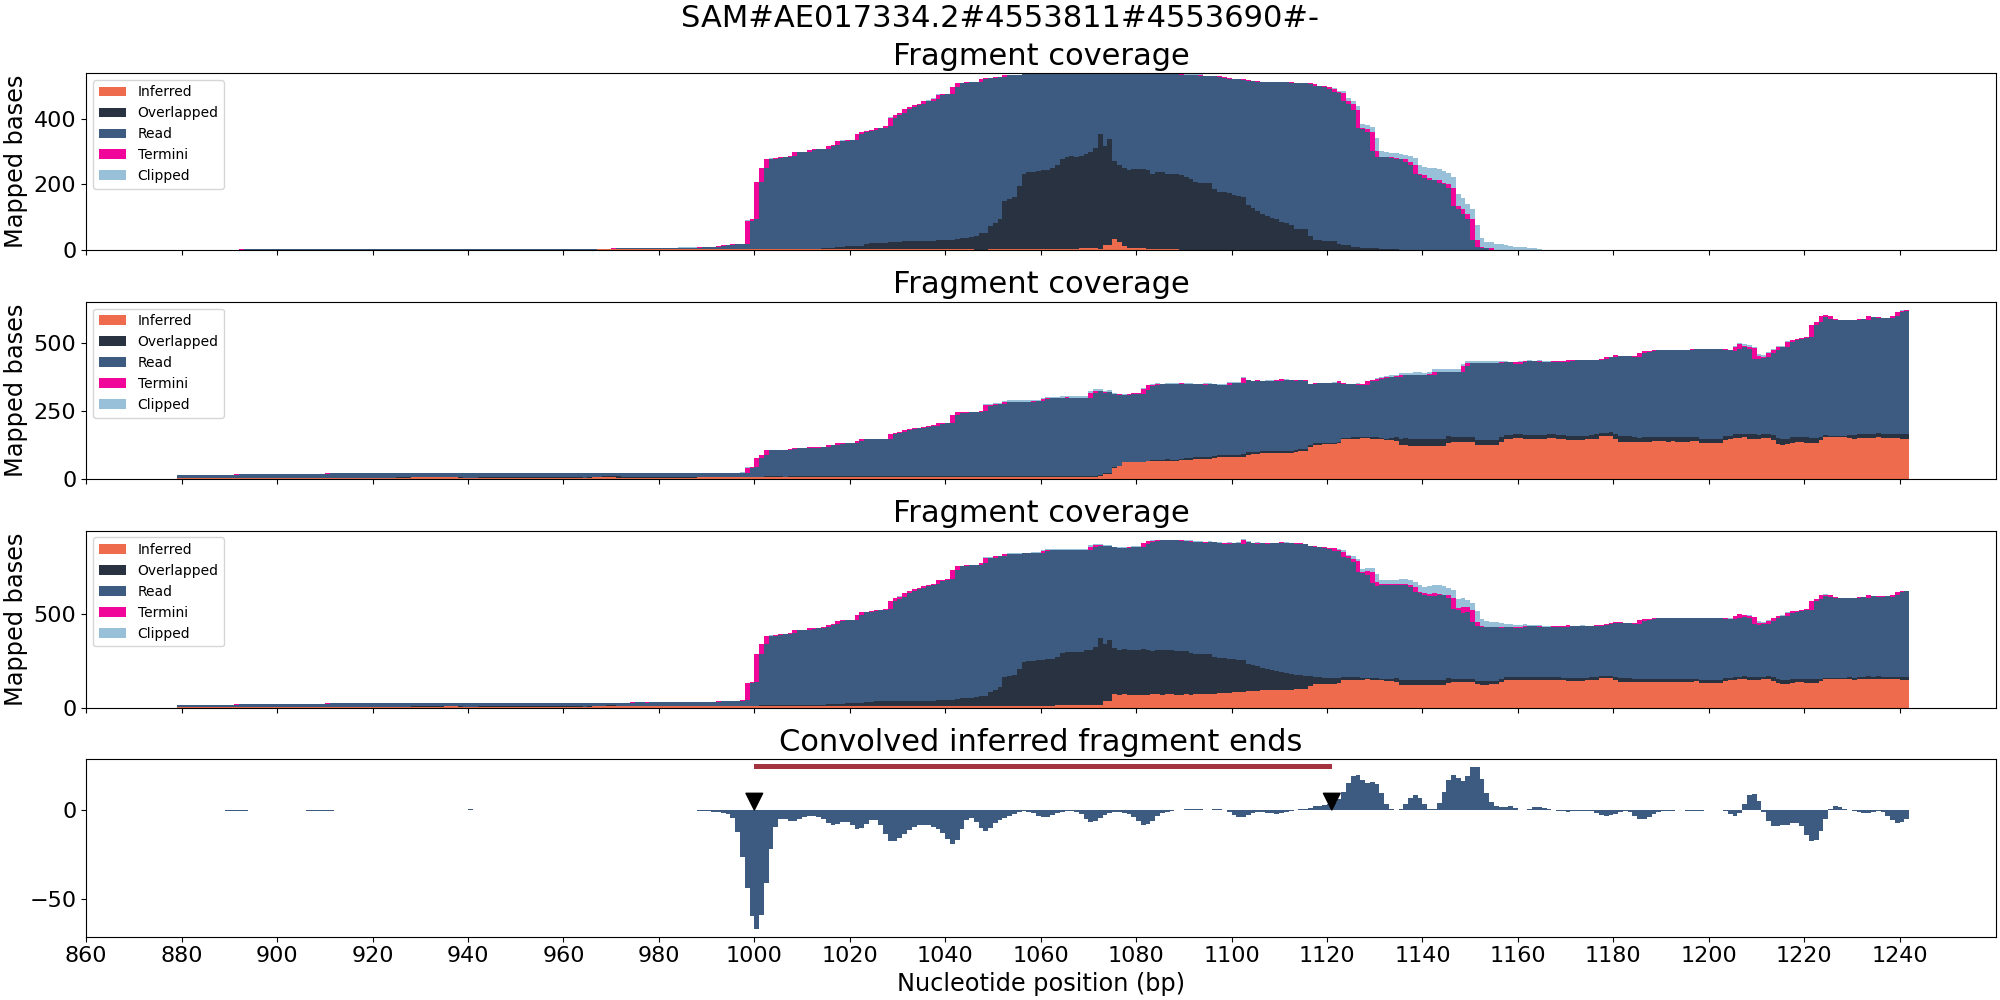 SAM#AE017334.2#4553811#4553690#-
Fragment coverage
Mapped bases
400
200
0
Inferred
Overlapped
Read
Termini
Clipped
Fragment coverage
Mapped bases
500
250
0
Inferred
Overlapped
Read
Termini
Clipped
Fragment coverage
Mapped bases
500
0
Inferred
Overlapped
Read
Termini
Clipped
Convolved inferred fragment ends
0
−50
860 880 900 920 940 960 980 1000 1020 1040 1060 1080 1100 1120 1140 1160 1180 1200 1220 1240
Nucleotide position (bp)